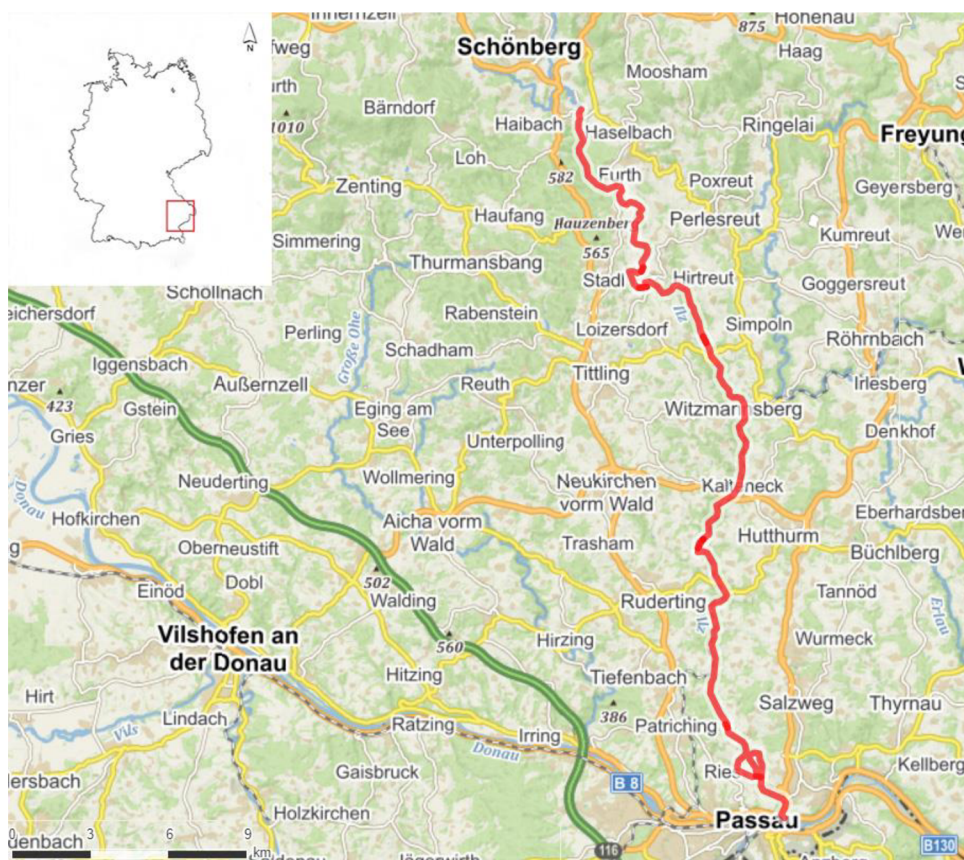 N
Innernzell
Hohenau
875
Haag
Schönberg
Moosham
Bärndorf
Haibach
Haselbach
Ringelai
Freyung
1010
Loh
582
Furth
Poxreut
Geyersberg
Zenting
Haufang
Hauzenberg
Perlesreut
Kumreut
Simmering
565
Thurmansbang
Stadl
Hirtreut
Goggersreut
Schöllnach
Ilz
Rabenstein
Perling
Große Ohe
Loizersdorf
Simpoln
Röhrnbach
Iggensbach
Schadham
Außernzell
Reuth
Tittling
Irlesberg
423
Gstein
Eging am
See
Witzmannsberg
Denkhof
Gries
Unterpolling
Neuderting
Wollmering
Neukirchen
vorm Wald
Kalteneck
Donau
Hofkirchen
Aicha vorm
Wald
Trasham
Hutthurm
Eberhardsberg
Büchlberg
Oberneustift
502
Dobl
Einöd
Walding
Ruderting
Ilz
Tannöd
Erlau
Vilshofen an
der Donau
560
Hirzing
Wurmeck
Hitzing
Tiefenbach
Hirt
Salzweg
Thyrnau
Lindach
Vils
Ratzing
Irring
386
Patriching
Donau
Gaisbruck
B 8
Ries
Kellberg
Holzkirchen
Passau
0 3 6 9
km
116
B130
Jägerwirth